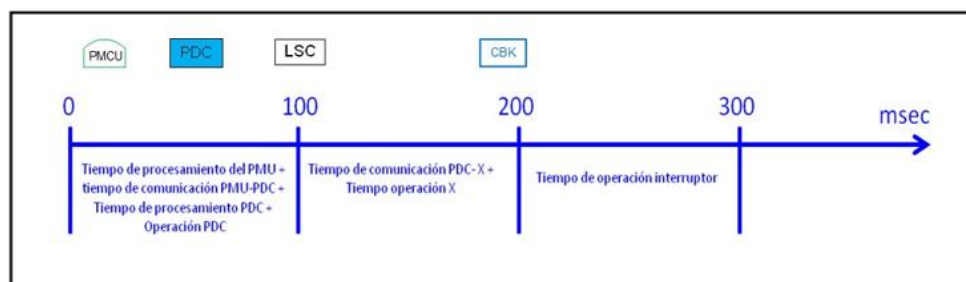 PMCU PDC LSC CBK
0 100 200 300 msec
Tiempo de procesamiento del PMU +
tiempo de comunicación PMU-PDC +
Tiempo de procesamiento PDC +
Operación PDC
Tiempo de comunicación PDC- X +
Tiempo operación X
Tiempo de operación interruptor